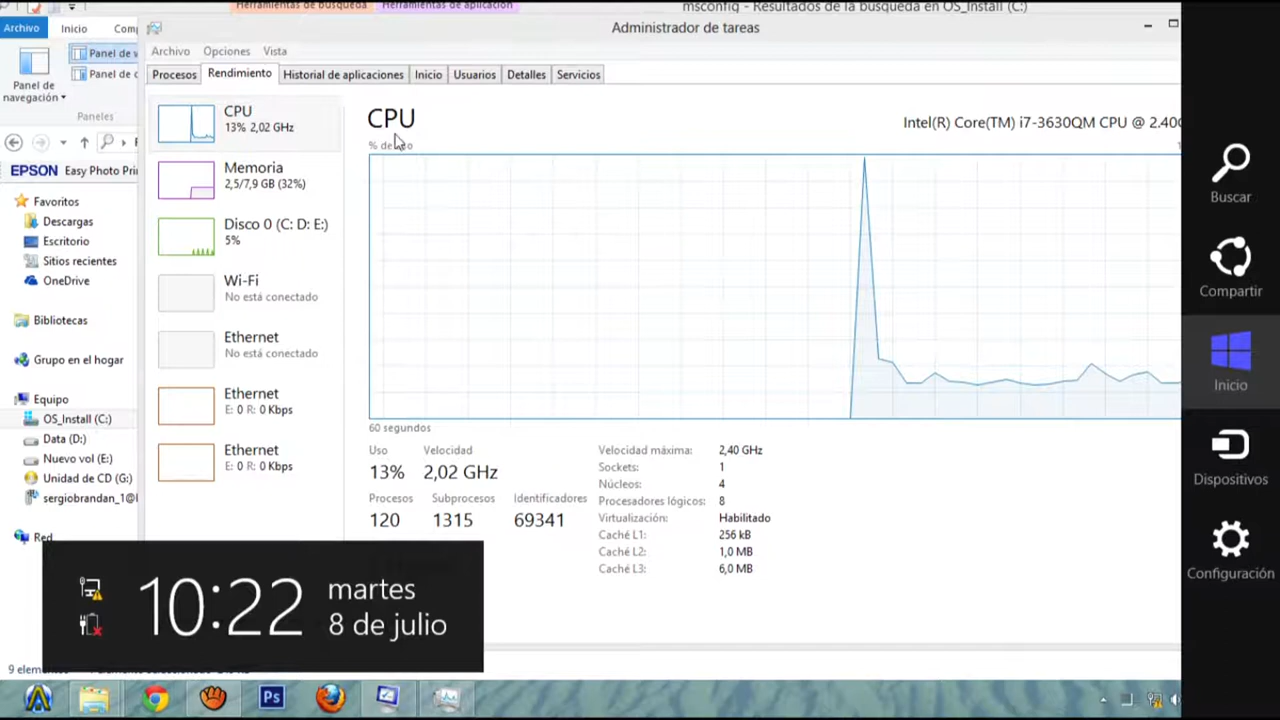 Herramientas de búsqueda
Herramientas de aplicación
msconfig - Resultados de la búsqueda en OS_Install (C:)
Archivo
Inicio
Panel de
Panel de
Panel de
navegación
Paneles
EPSON
Easy Photo
Favoritos
Descargas
Escritorio
Sitios recientes
OneDrive
Bibliotecas
Grupo en el hogar
Equipo
OS_Install (C:)
Data (D:)
Nuevo vol (E:)
Unidad de CD (G:)
Red
Administrador de tareas
Archivo Opciones Vista
Procesos Rendimiento Historial de aplicaciones Inicio Usuarios Detalles Servicios
CPU
13% 2,02 GHz
Memoria
2,5/7,9 GB (32%)
Disco 0 (C: D: E:)
5%
Wi-Fi
No está conectado
Ethernet
No está conectado
Ethernet
E: 0 R: 0 Kbps
Ethernet
E: 0 R: 0 Kbps
CPU
Intel(R) Core(TM) i7-3630QM CPU @
60 segundos
Uso Velocidad
13% 2,02 GHz
Procesos Subprocesos Identificadores
120 1315 69341
Velocidad máxima: 2,40 GHz
Sockets: 1
Núcleos: 4
Procesadores lógicos: 8
Virtualización: Habilitado
Caché L1: 256 kB
Caché L2: 1,0 MB
Caché L3: 6,0 MB
Buscar
Compartir
Inicio
Dispositivos
Configuración
10:22
martes
8 de julio
Ps